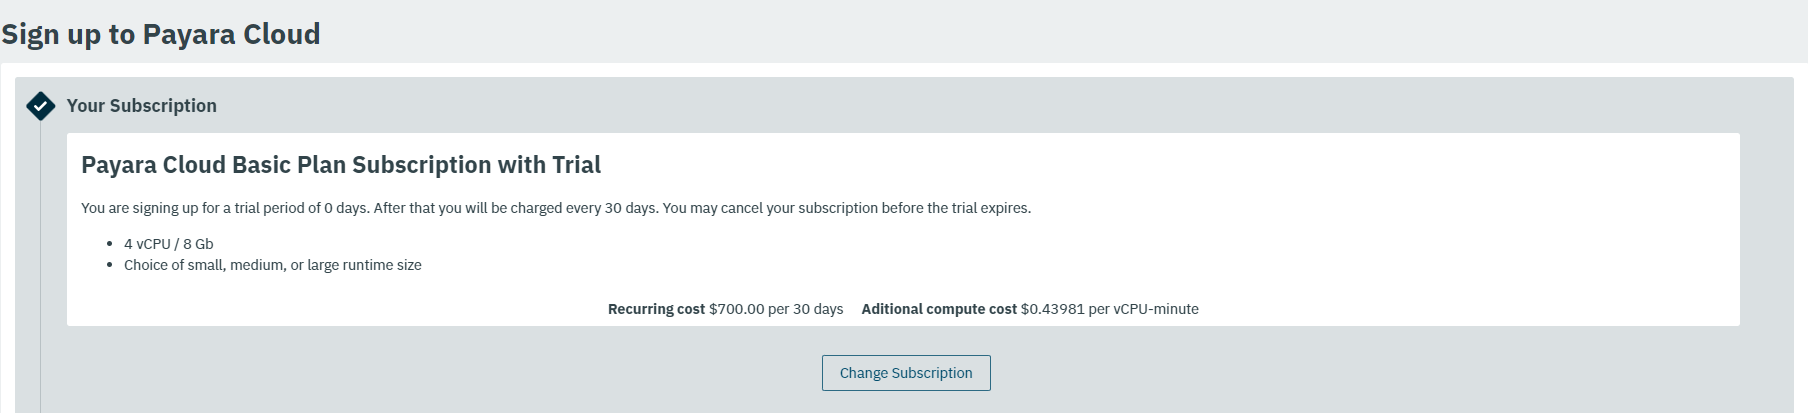 Sign up to Payara Cloud
Your Subscription
Payara Cloud Basic Plan Subscription with Trial
You are signing up for a trial period of 0 days. After that you will be charged every 30 days. You may cancel your subscription before the trial expires.
4 vCPU / 8 Gb
Choice of small, medium, or large runtime size
Recurring cost $700.00 per 30 days Aditional compute cost $0.43981 per vCPU-minute
Change Subscription